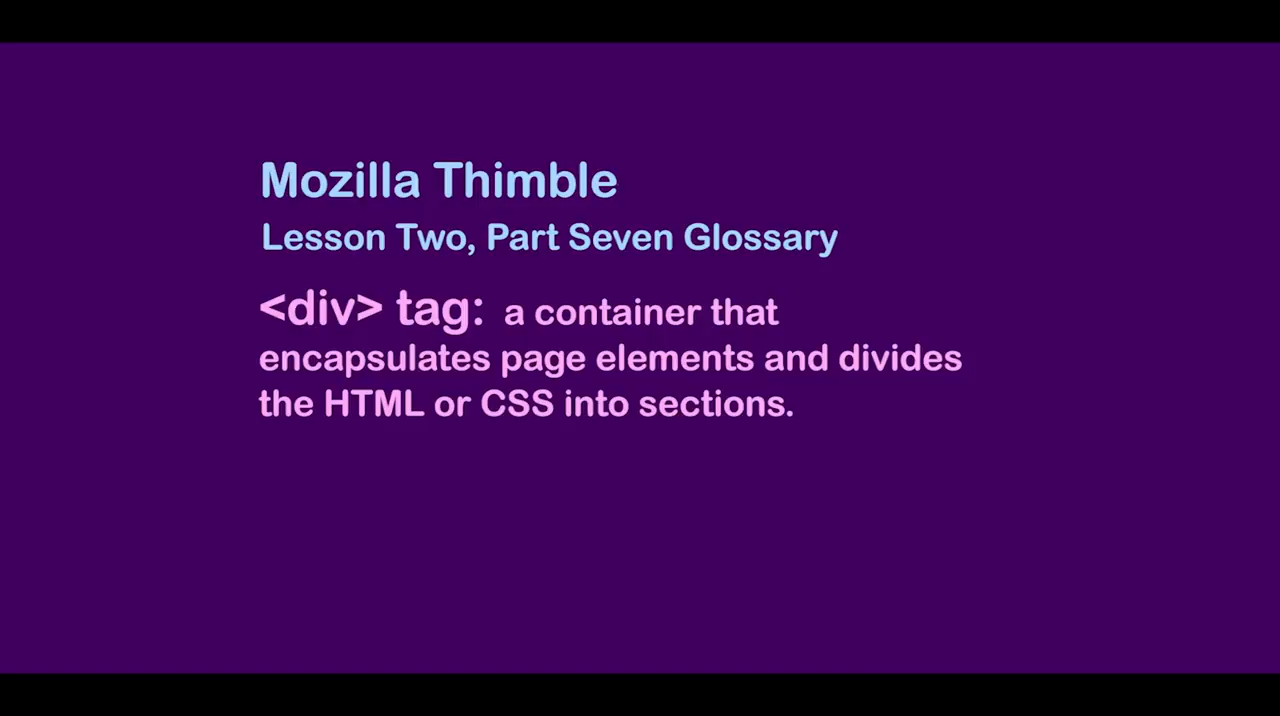 Mozilla Thimble
Lesson Two, Part Seven Glossary
<div> tag: a container that
encapsulates page elements and divides
the HTML or CSS into sections.